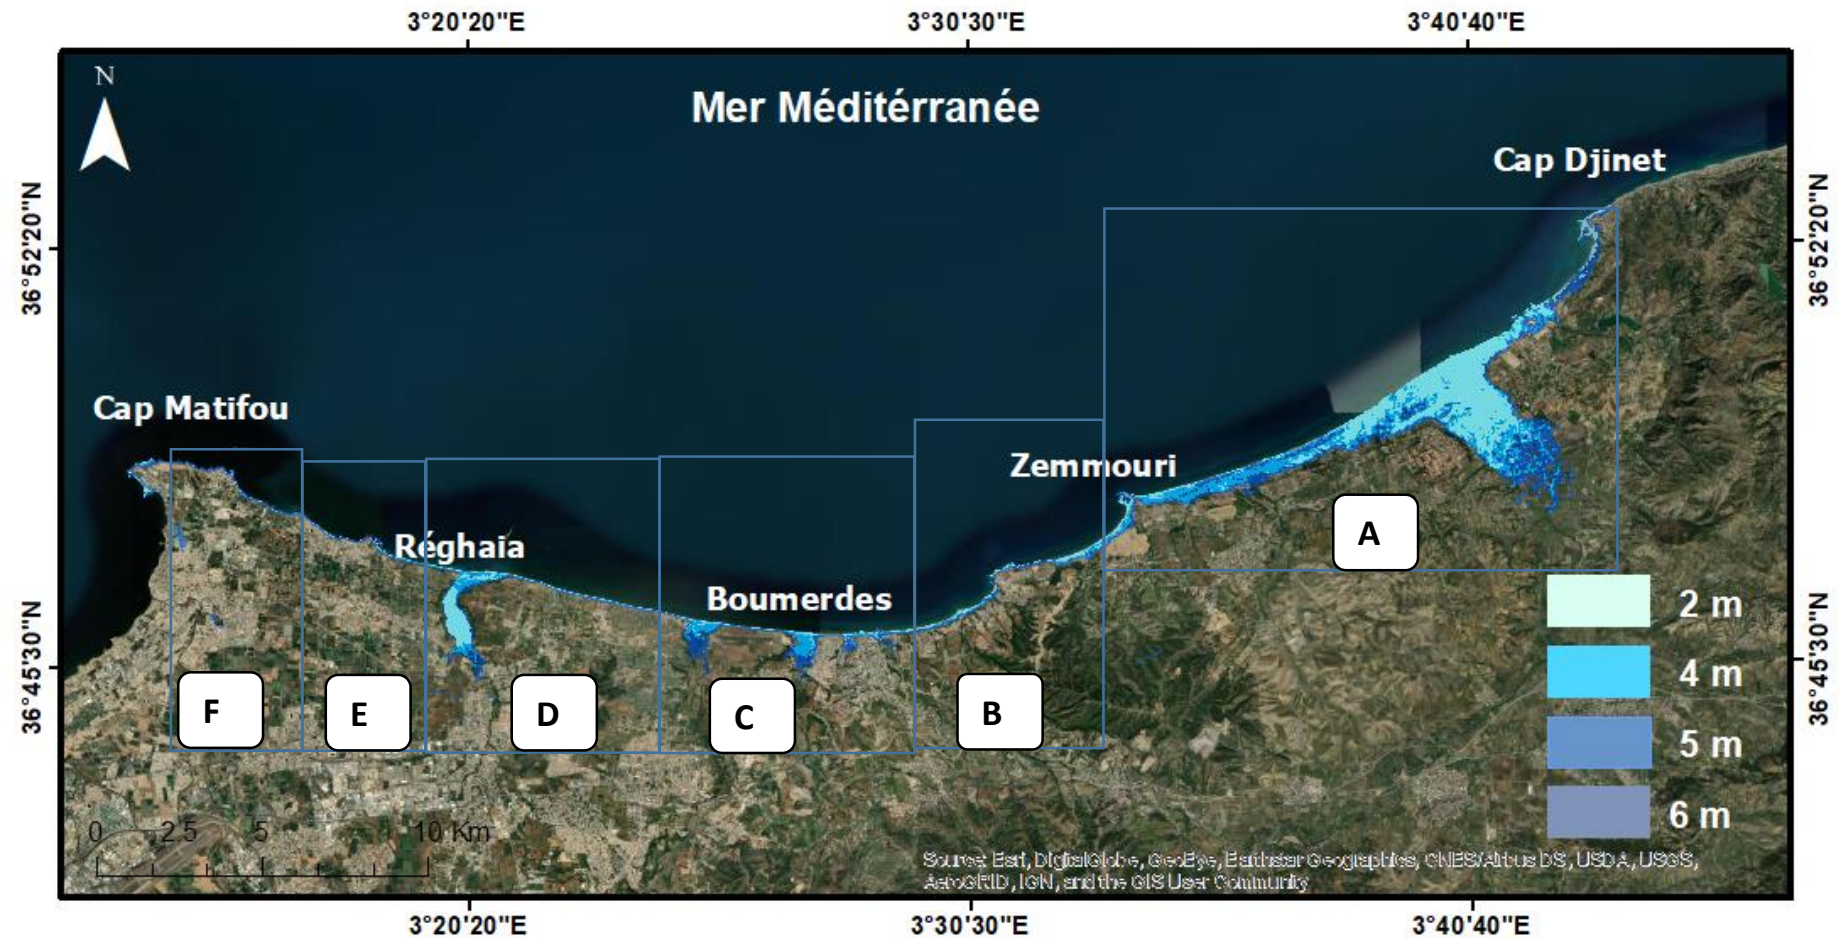 3°20'20"E 3°30'30"E 3°40'40"E
N
Mer Méditérranée
Cap Djinet
36°52'20"N 36°52'20"N
Cap Matifou
Zemmouri
A
Réghaia
Boumerdes
2 m
36°45'30"N 36°45'30"N
4 m
F E D C B
5 m
6 m
0 2 5 5 10 Km
Source: Esri, DigitalGlobe, GeoEye, Earthstar Geographics, CNES/Airbus DS, USDA, USGS,
AeroGRID, IGN, and the GIS User Community
3°20'20"E 3°30'30"E 3°40'40"E